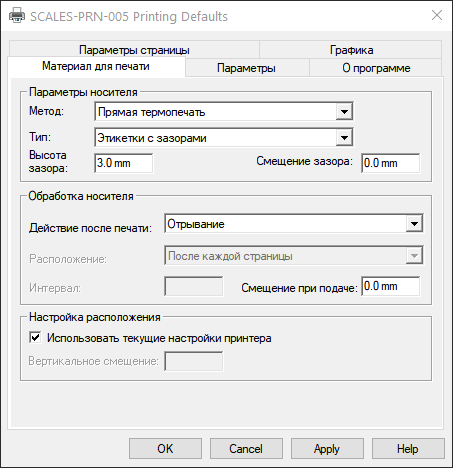 SCALES-PRN-005 Printing Defaults
Параметры страницы
Графика
Материал для печати
Параметры
О программе
Параметры носителя
Метод:
Прямая термопечать
Тип:
Этикетки с зазорами
Высота
зазора:
3.0 mm
Смещение зазора:
0.0 mm
Обработка носителя
Действие после печати:
Отрывание
Расположение:
После каждой страницы
Интервал:
Смещение при подаче:
0.0 mm
Настройка расположения
Использовать текущие настройки принтера
Вертикальное смещение:
OK
Cancel
Apply
Help